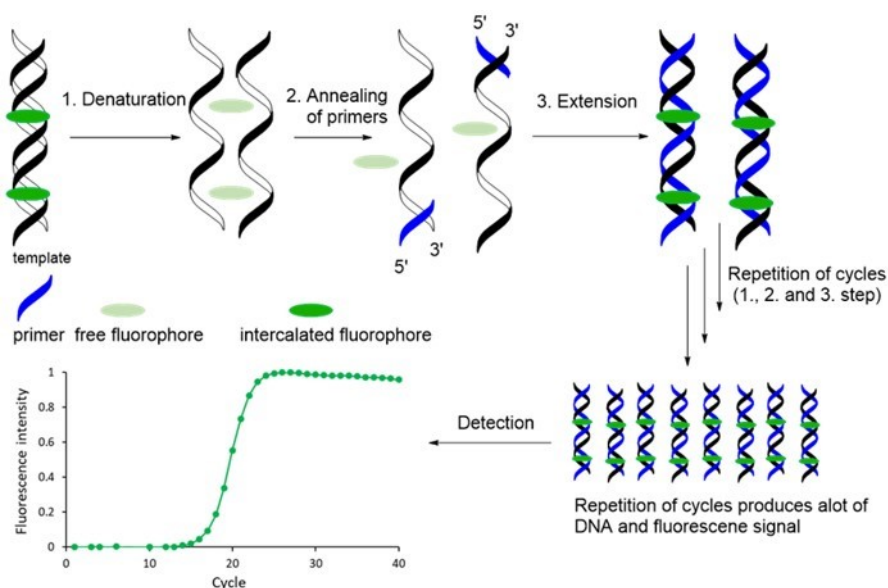 5'
3'
1. Denaturation
2. Annealing
of primers
3. Extension
3'
5'
template
primer
free fluorophore
intercalated fluorophore
Repetition of cycles
(1., 2. and 3. step)
Detection
Repetition of cycles produces alot of
DNA and fluorescene signal
Fluorescence intensity
1
0.8
0.6
0.4
0.2
0
0
10
20
30
40
Cycle